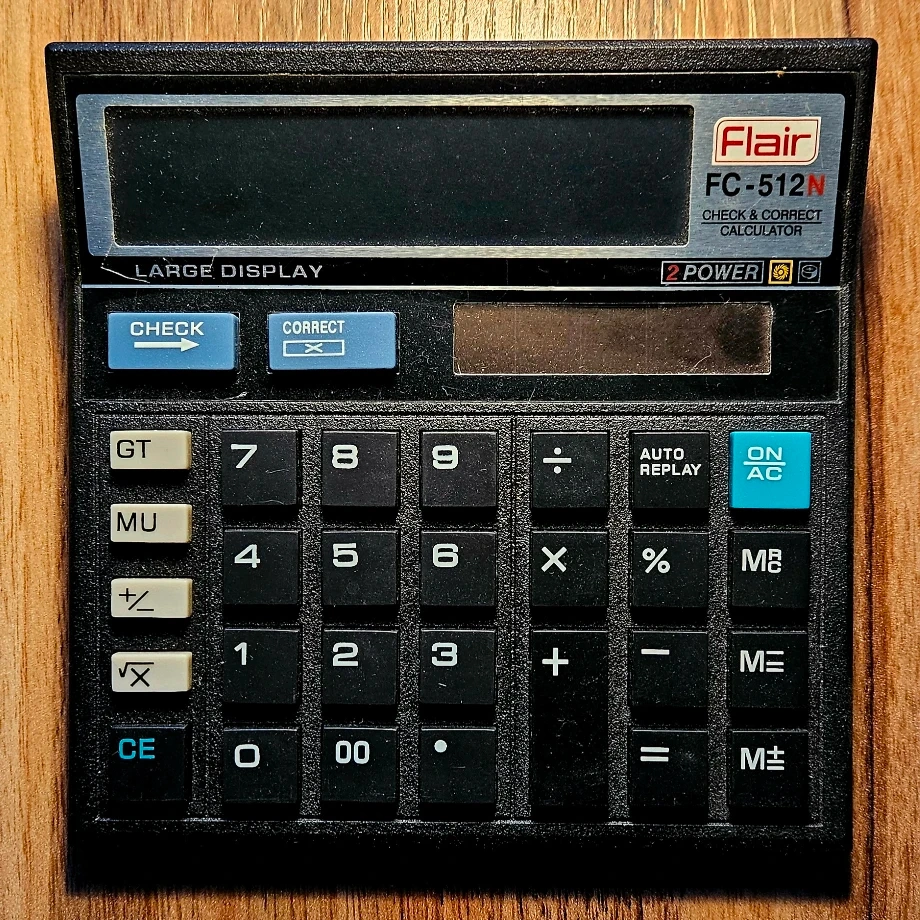 Flair
FC-512N
CHECK & CORRECT
CALCULATOR
LARGE DISPLAY
2 POWER
CHECK
CORRECT
X
GT
7
8
9
÷
AUTO
REPLAY
ON
AC
MU
4
5
6
×
%
MRC
+/−
1
2
3
+
−
M=
√X
CE
0
00
.
=
M±